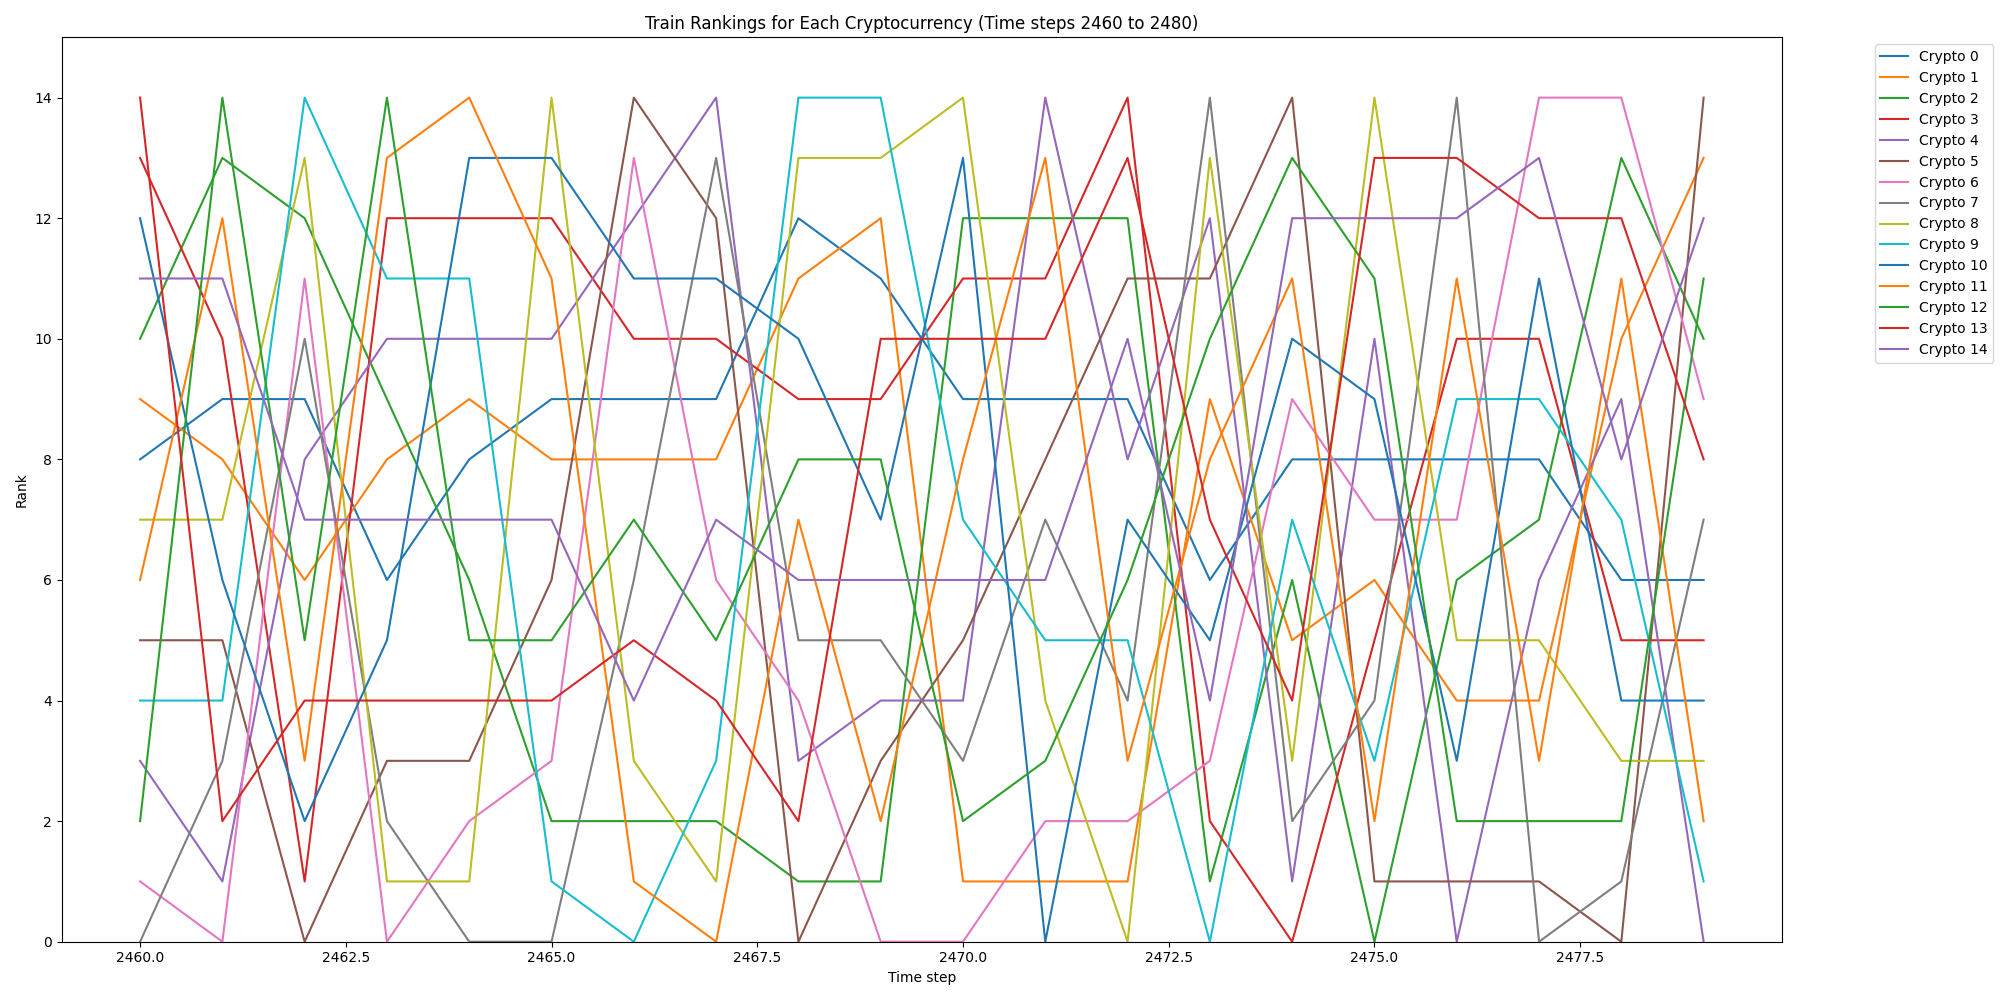 Train Rankings for Each Cryptocurrency (Time steps 2460 to 2480)
Rank
14
12
10
8
6
4
2
0
2460.0 2462.5 2465.0 2467.5 2470.0 2472.5 2475.0 2477.5
Time step
Crypto 0
Crypto 1
Crypto 2
Crypto 3
Crypto 4
Crypto 5
Crypto 6
Crypto 7
Crypto 8
Crypto 9
Crypto 10
Crypto 11
Crypto 12
Crypto 13
Crypto 14